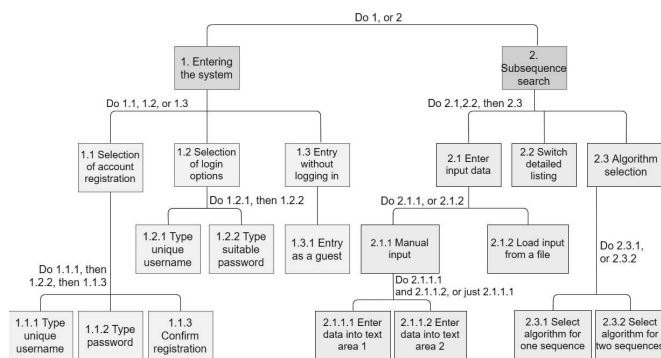 Do 1, or 2
1. Entering
the system
2.
Subsequence
search
Do 1.1, 1.2, or 1.3
Do 2.1,2.2, then 2.3
1.1 Selection
of account
registration
1.2 Selection
of login
options
1.3 Entry
without
logging in
2.1 Enter
input data
2.2 Switch
detailed
listing
2.3 Algorithm
selection
Do 1.2.1, then 1.2.2
Do 2.1.1, or 2.1.2
1.2.1 Type
unique
username
1.2.2 Type
suitable
password
1.3.1 Entry
as a guest
2.1.1 Manual
input
2.1.2 Load input
from a file
Do 2.3.1,
or 2.3.2
Do 1.1.1, then
1.2.2, then 1.1.3
Do 2.1.1.1
and 2.1.1.2, or just 2.1.1.1
1.1.1 Type
unique
username
1.1.2 Type
password
1.1.3
Confirm
registration
2.1.1.1 Enter
data into text
area 1
2.1.1.2 Enter
data into text
area 2
2.3.1 Select
algorithm for
one sequence
2.3.2 Select
algorithm for
two sequences